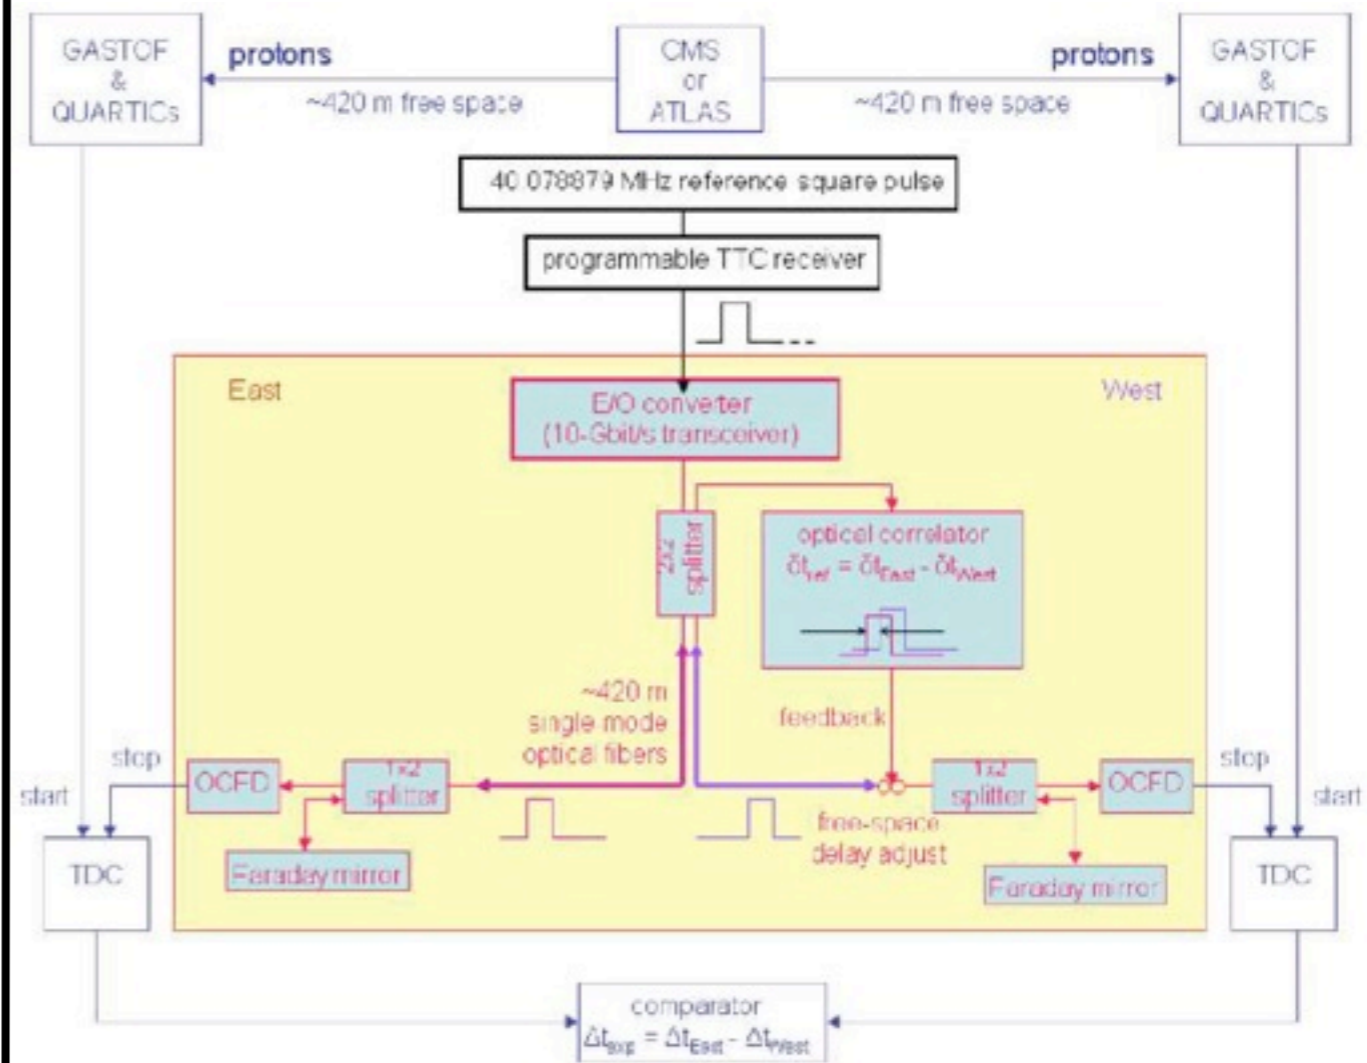 GASTOF
&
QUARTICs
protons
~420 m free space
CMS
or
ATLAS
protons
~420 m free space
GASTOF
&
QUARTICs
40.078879 MHz reference square pulse
programmable TTC receiver
East
West
E/O converter
(10-Gbit/s transceiver)
2x2
splitter
optical correlator
δt_ref = δt_East - δt_West
~420 m
single mode
optical fibers
feedback
stop
start
OCFD
1x2
splitter
Faraday mirror
TDC
free-space
delay adjust
1x2
splitter
OCFD
Faraday mirror
stop
start
TDC
comparator
Δt_exp = Δt_East - Δt_West